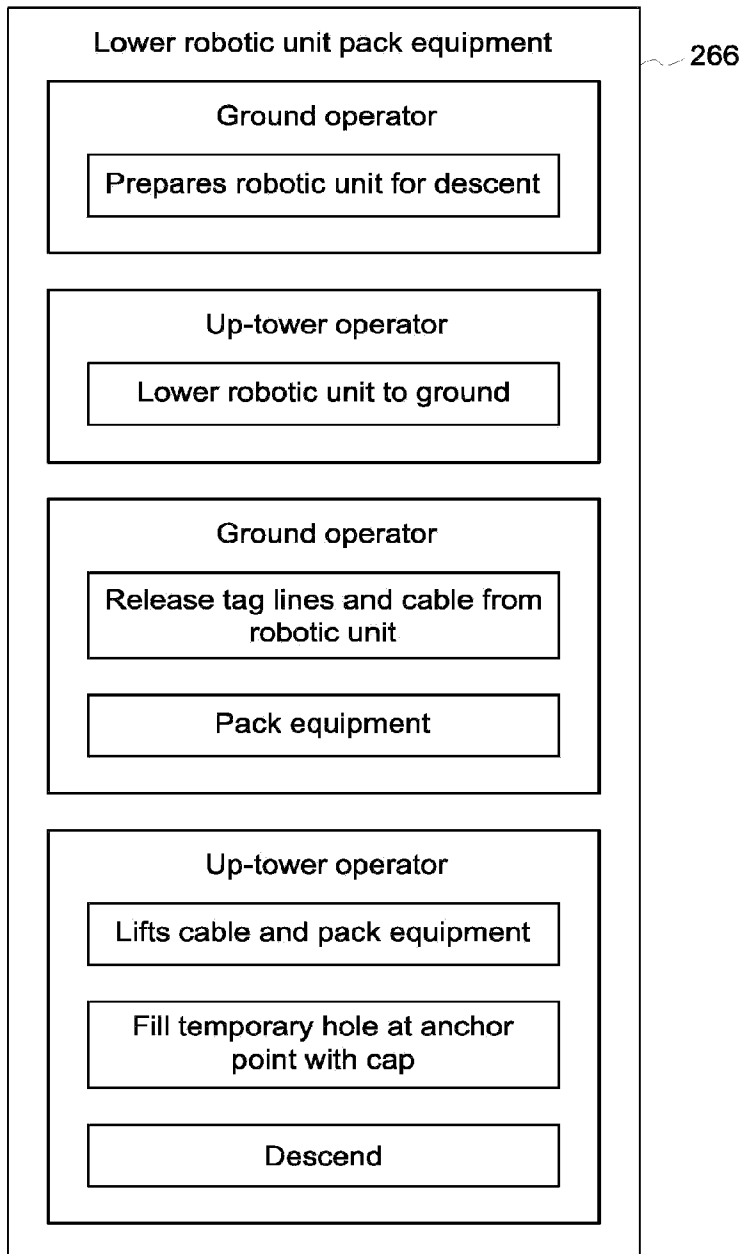 Lower robotic unit pack equipment
266
Ground operator
Prepares robotic unit for descent
Up-tower operator
Lower robotic unit to ground
Ground operator
Release tag lines and cable from
robotic unit
Pack equipment
Up-tower operator
Lifts cable and pack equipment
Fill temporary hole at anchor
point with cap
Descend